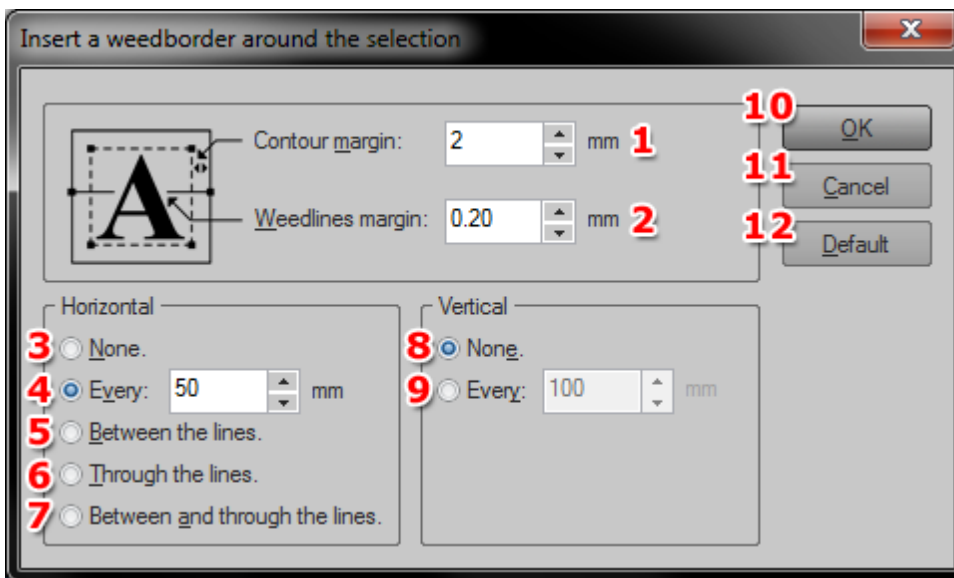 Insert a weedborder around the selection
x
A
Contour margin: 2 mm 1
Weedlines margin: 0.20 mm 2
10 OK
11 Cancel
12 Default
Horizontal
3 None.
4 Every: 50 mm
5 Between the lines.
6 Through the lines.
7 Between and through the lines.
Vertical
8 None.
9 Every: 100 mm